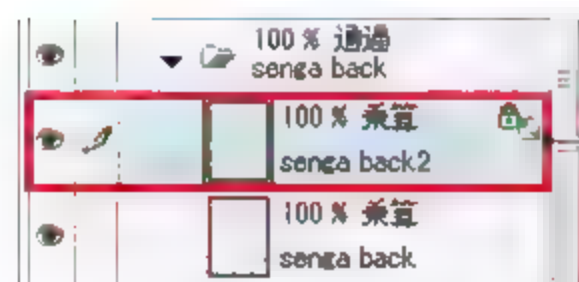 100 % 通過
senga back
100 % 乗算
senga back2
100 % 乗算
senga back